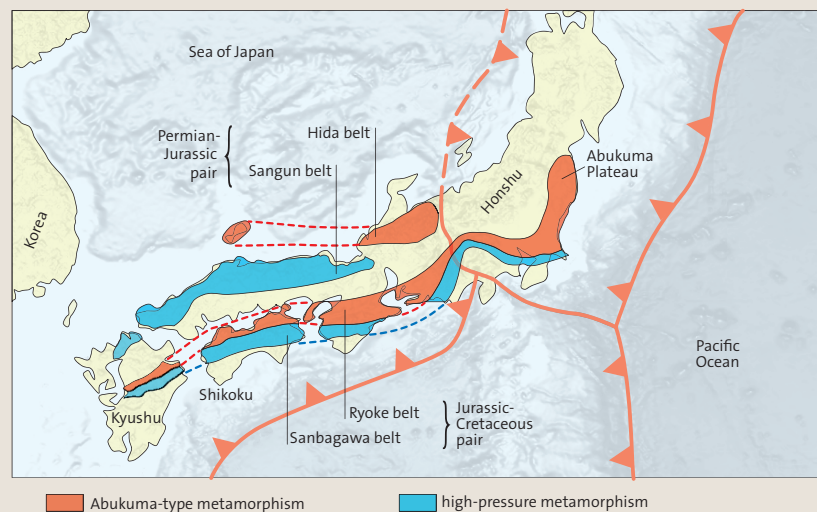 Sea of Japan
Permian-
Jurassic
pair
Hida belt
Sangun belt
Abukuma
Plateau
Honshu
Korea
Pacific
Ocean
Shikoku
Kyushu
Ryoke belt
Sanbagawa belt
Jurassic-
Cretaceous
pair
Abukuma-type metamorphism
high-pressure metamorphism